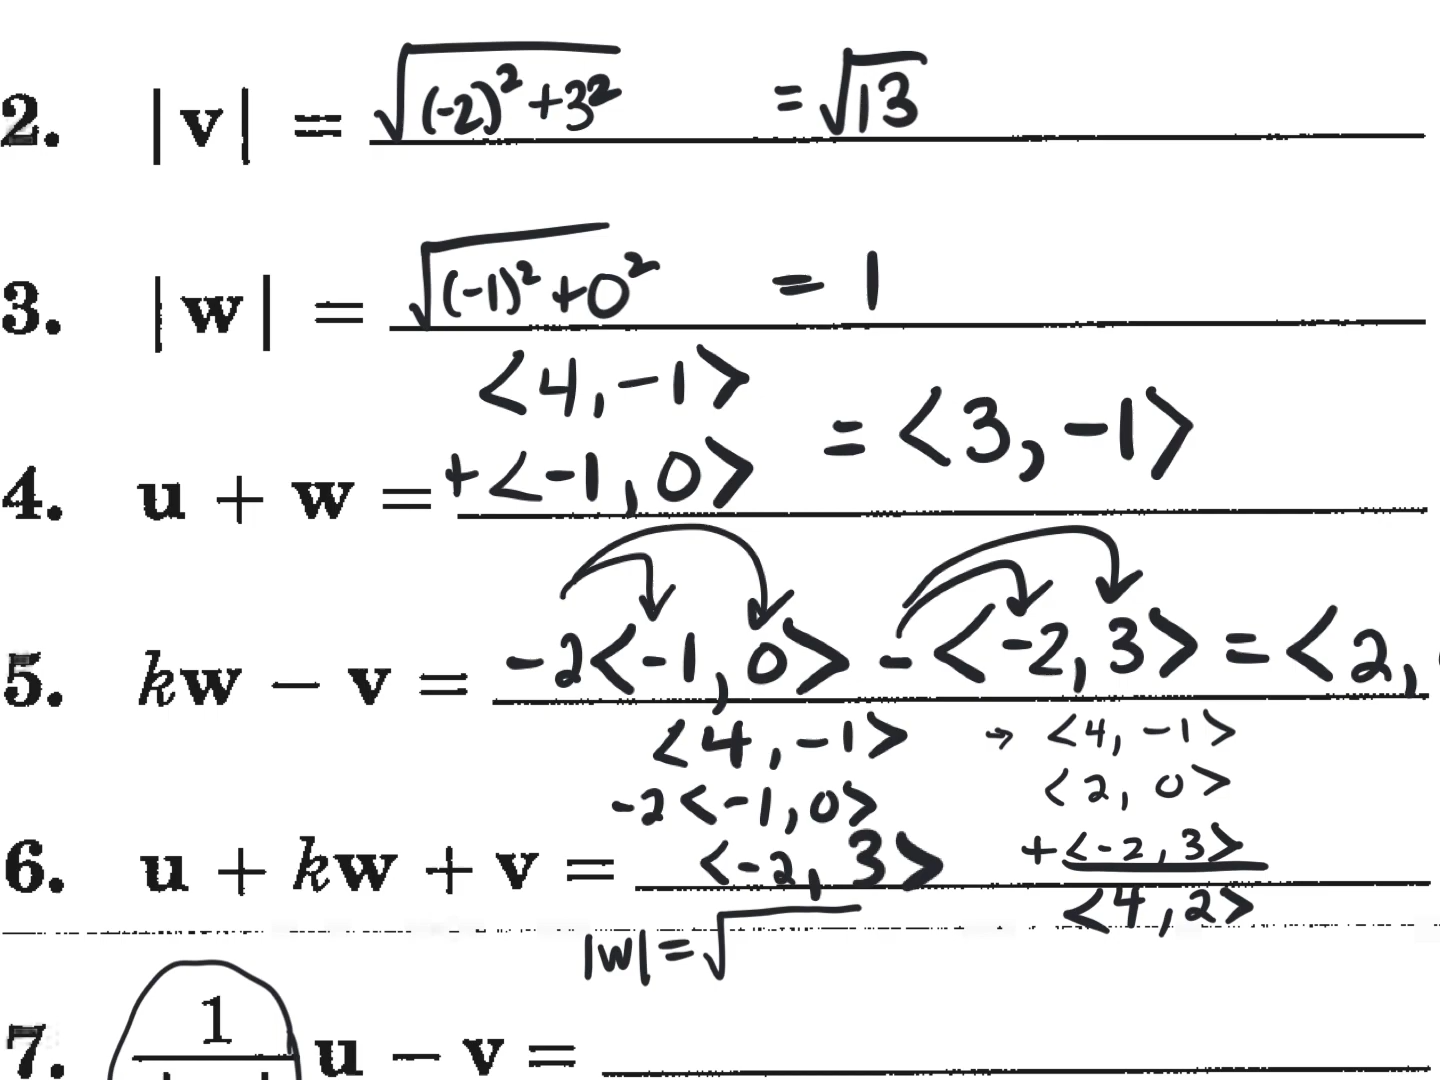 2. |v| = √((-2)² + 3²) = √13
3. |w| = √((-1)² + 0²) = 1
<4, -1>
4. u + w = + <-1, 0> = <3, -1>
5. kw - v = -2<-1, 0> - <-2, 3> = <2,
<4, -1> → <4, -1>
-2<-1, 0> <2, 0>
6. u + kw + v = <-2, 3> + <-2, 3>
<4, 2>
|w| = √
7. 1 u - v =